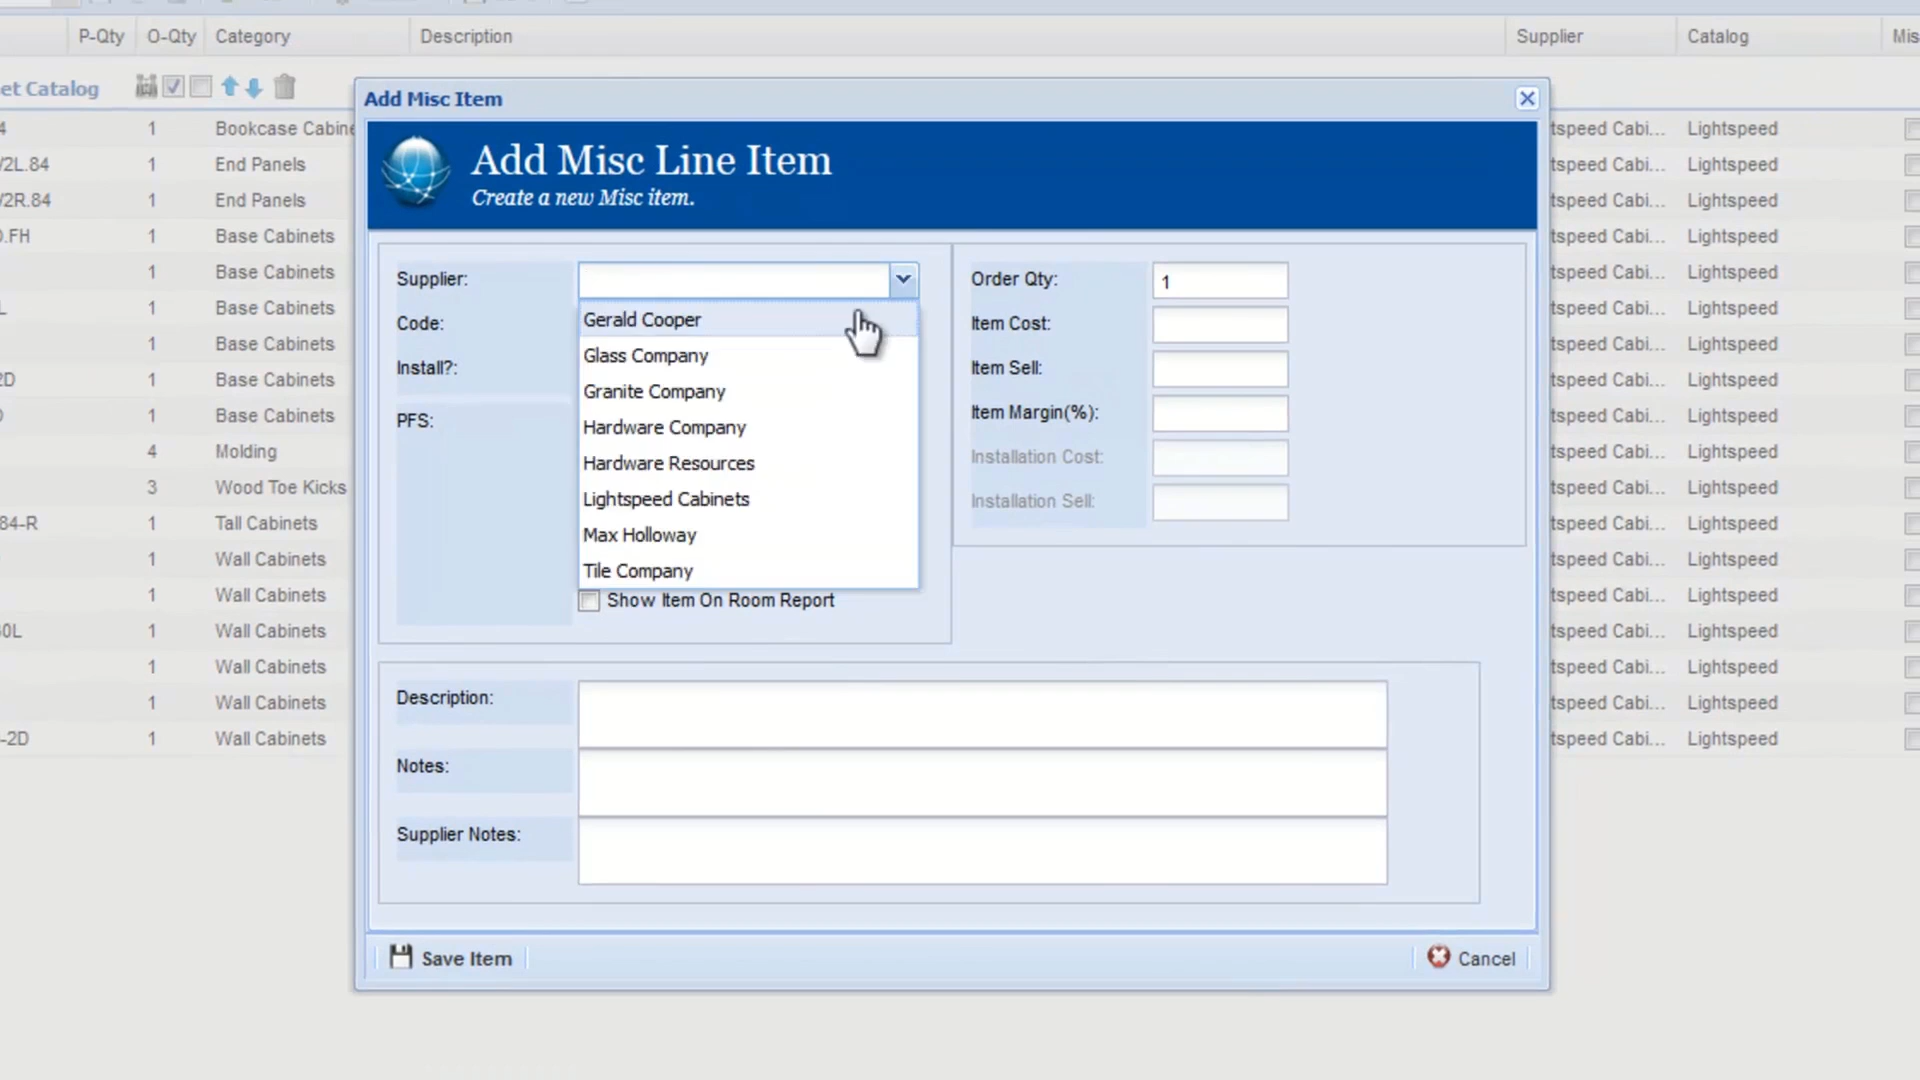 P-Qty O-Qty Category Description Supplier Catalog Mis
et Catalog
Add Misc Item
Add Misc Line Item
Create a new Misc item.
Supplier:
Code:
Install?:
PFS:
Gerald Cooper
Glass Company
Granite Company
Hardware Company
Hardware Resources
Lightspeed Cabinets
Max Holloway
Tile Company
Show Item On Room Report
Order Qty: 1
Item Cost:
Item Sell:
Item Margin(%):
Installation Cost:
Installation Sell:
Description:
Notes:
Supplier Notes:
Save Item Cancel
4 1 Bookcase Cabine tspeed Cabi... Lightspeed
/2L.84 1 End Panels tspeed Cabi... Lightspeed
/2R.84 1 End Panels tspeed Cabi... Lightspeed
.FH 1 Base Cabinets tspeed Cabi... Lightspeed
1 Base Cabinets tspeed Cabi... Lightspeed
L 1 Base Cabinets tspeed Cabi... Lightspeed
1 Base Cabinets tspeed Cabi... Lightspeed
2D 1 Base Cabinets tspeed Cabi... Lightspeed
1 Base Cabinets tspeed Cabi... Lightspeed
4 Molding tspeed Cabi... Lightspeed
3 Wood Toe Kicks tspeed Cabi... Lightspeed
84-R 1 Tall Cabinets tspeed Cabi... Lightspeed
1 Wall Cabinets tspeed Cabi... Lightspeed
1 Wall Cabinets tspeed Cabi... Lightspeed
0L 1 Wall Cabinets tspeed Cabi... Lightspeed
1 Wall Cabinets tspeed Cabi... Lightspeed
1 Wall Cabinets tspeed Cabi... Lightspeed
-2D 1 Wall Cabinets tspeed Cabi... Lightspeed